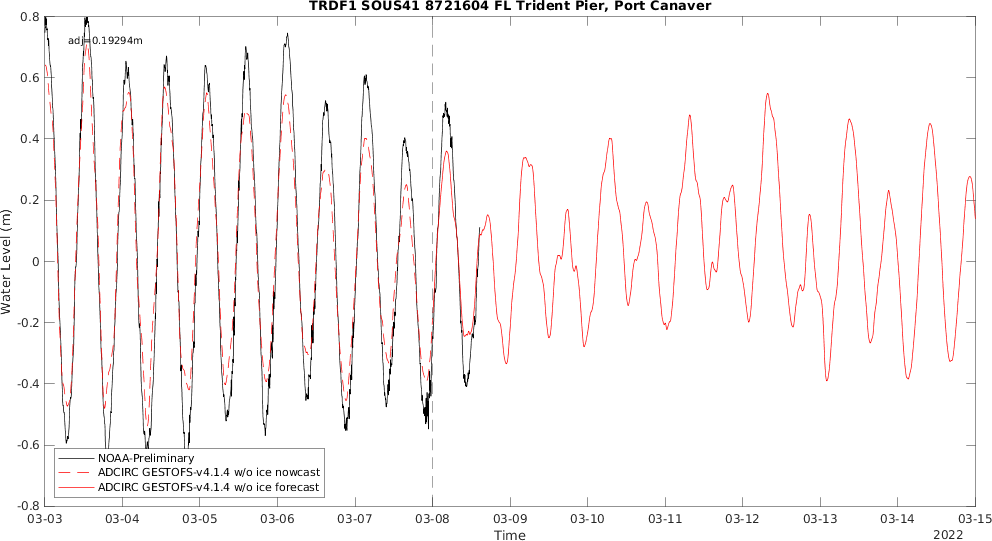 TRDF1 SOUS41 8721604 FL Trident Pier, Port Canaver
adj=0.19294m
Water Level (m)
0.8
0.6
0.4
0.2
0
-0.2
-0.4
-0.6
-0.8
NOAA-Preliminary
ADCIRC GESTOFS-v4.1.4 w/o ice nowcast
ADCIRC GESTOFS-v4.1.4 w/o ice forecast
03-03 03-04 03-05 03-06 03-07 03-08 03-09 03-10 03-11 03-12 03-13 03-14 03-15
Time
2022